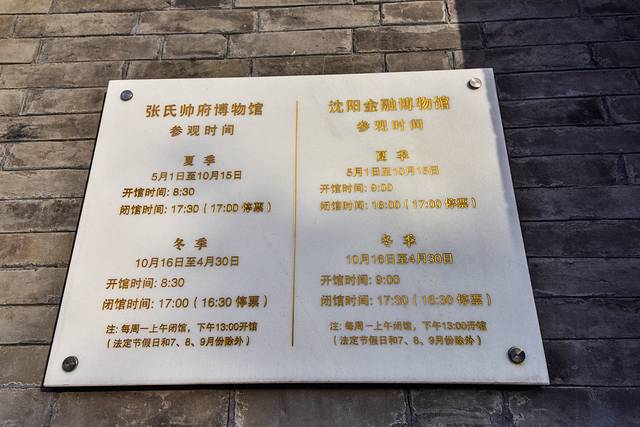 张氏帅府博物馆
参观时间
夏季
5月1日至10月15日
开馆时间: 8:30
闭馆时间: 17:30 ( 17:00 停票 )
冬季
10月16日至4月30日
开馆时间: 8:30
闭馆时间: 17:00 ( 16:30 停票 )
注: 每周一上午闭馆，下午13:00开馆
( 法定节假日和7、8、9月份除外 )
沈阳金融博物馆
参观时间
夏季
5月1日至10月15日
开馆时间: 9:00
闭馆时间: 18:00 ( 17:00 停票 )
冬季
10月16日至4月30日
开馆时间: 9:00
闭馆时间: 17:30 ( 16:30 停票 )
注: 每周一上午闭馆，下午13:00开馆
( 法定节假日和7、8、9月份除外 )